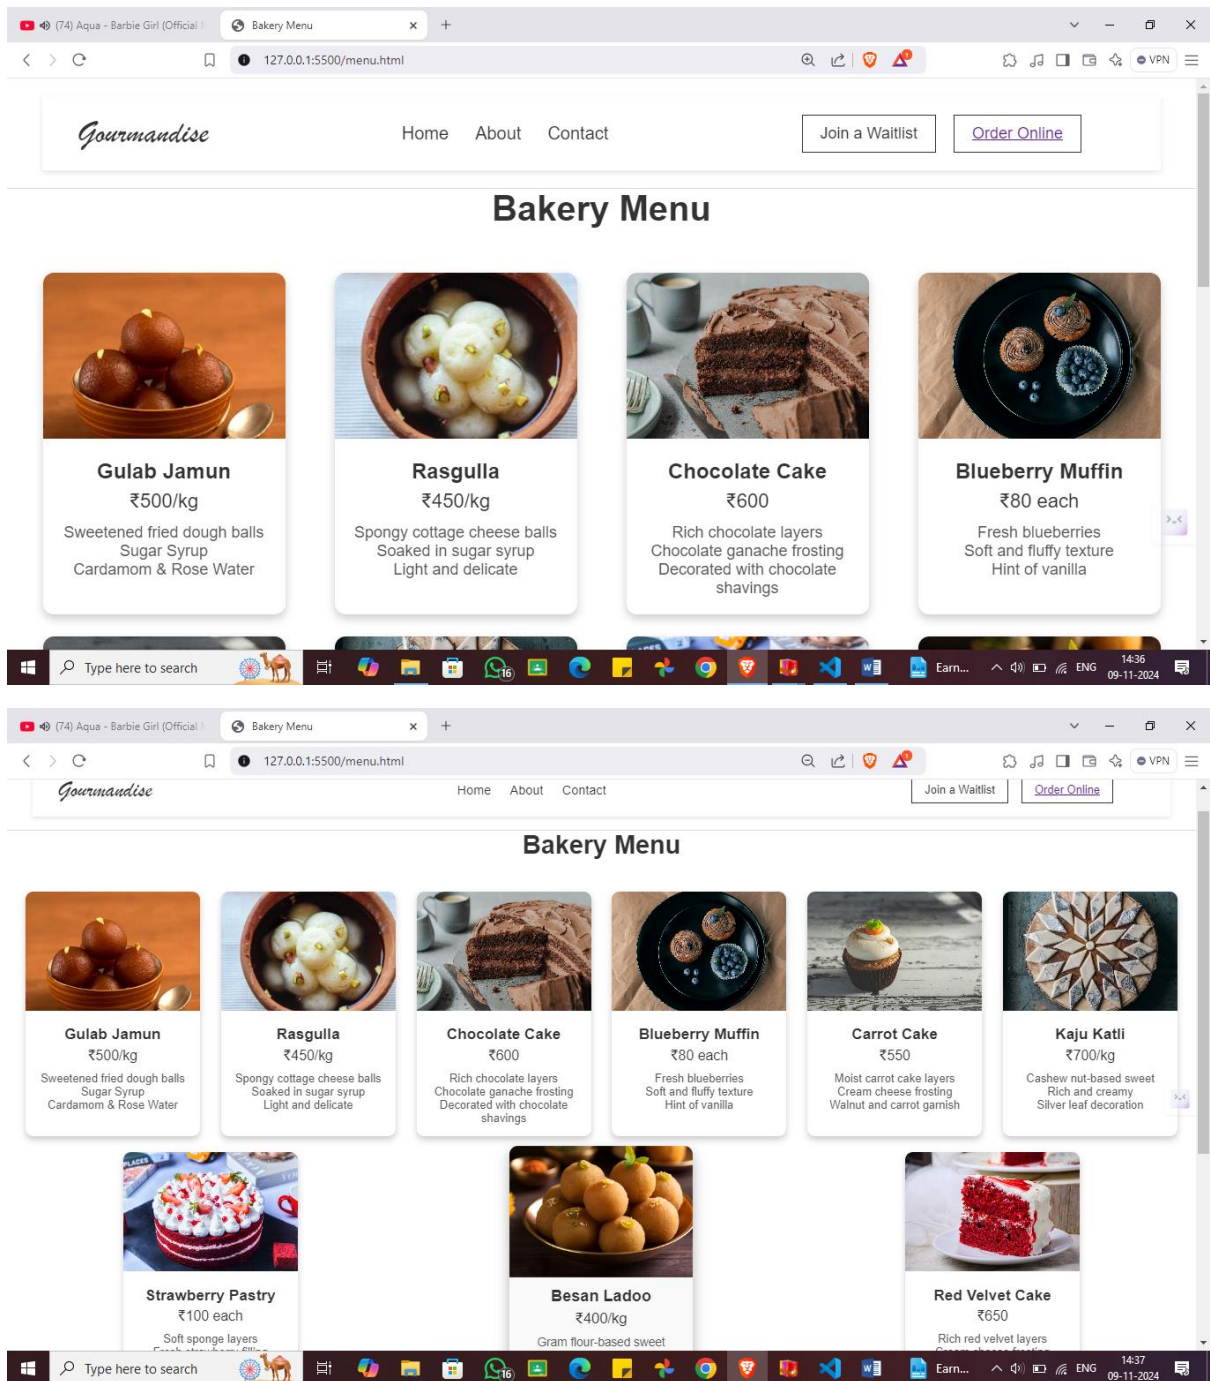 (74) Aqua - Barbie Girl (Official
Bakery Menu
127.0.0.1:5500/menu.html
VPN
Gourmandise
Home About Contact
Join a Waitlist
Order Online
Bakery Menu
Gulab Jamun
₹500/kg
Sweetened fried dough balls
Sugar Syrup
Cardamom & Rose Water
Rasgulla
₹450/kg
Spongy cottage cheese balls
Soaked in sugar syrup
Light and delicate
Chocolate Cake
₹600
Rich chocolate layers
Chocolate ganache frosting
Decorated with chocolate
shavings
Blueberry Muffin
₹80 each
Fresh blueberries
Soft and fluffy texture
Hint of vanilla
Type here to search
16
Earn...
ENG
14:36
09-11-2024
(74) Aqua - Barbie Girl (Official
Bakery Menu
127.0.0.1:5500/menu.html
VPN
Gourmandise
Home About Contact
Join a Waitlist
Order Online
Bakery Menu
Gulab Jamun
₹500/kg
Sweetened fried dough balls
Sugar Syrup
Cardamom & Rose Water
Rasgulla
₹450/kg
Spongy cottage cheese balls
Soaked in sugar syrup
Light and delicate
Chocolate Cake
₹600
Rich chocolate layers
Chocolate ganache frosting
Decorated with chocolate
shavings
Blueberry Muffin
₹80 each
Fresh blueberries
Soft and fluffy texture
Hint of vanilla
Carrot Cake
₹550
Moist carrot cake layers
Cream cheese frosting
Walnut and carrot garnish
Kaju Katli
₹700/kg
Cashew nut-based sweet
Rich and creamy
Silver leaf decoration
Strawberry Pastry
₹100 each
Soft sponge layers
Besan Ladoo
₹400/kg
Gram flour-based sweet
Red Velvet Cake
₹650
Rich red velvet layers
Type here to search
16
Earn...
ENG
14:37
09-11-2024